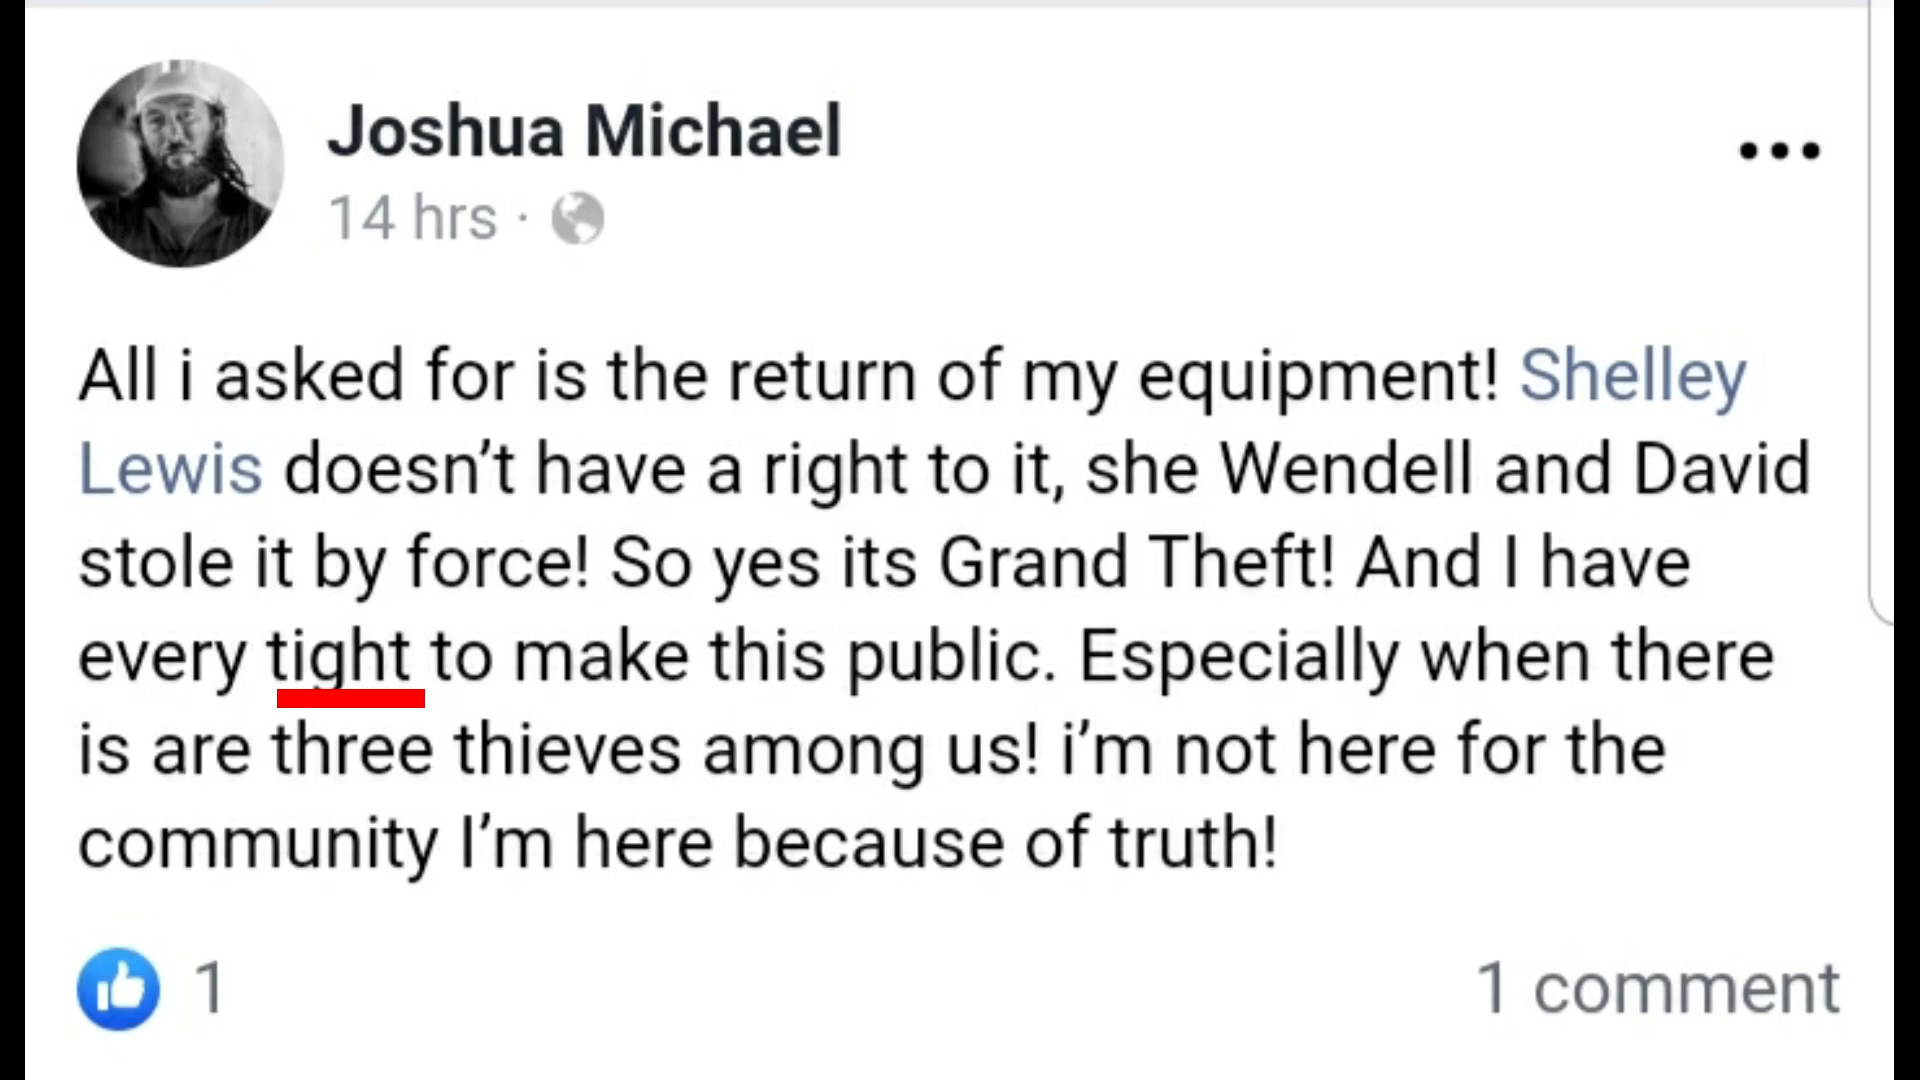 Joshua Michael
14 hrs ·
All i asked for is the return of my equipment! Shelley
Lewis doesn’t have a right to it, she Wendell and David
stole it by force! So yes its Grand Theft! And I have
every tight to make this public. Especially when there
is are three thieves among us! i’m not here for the
community I’m here because of truth!
1
1 comment